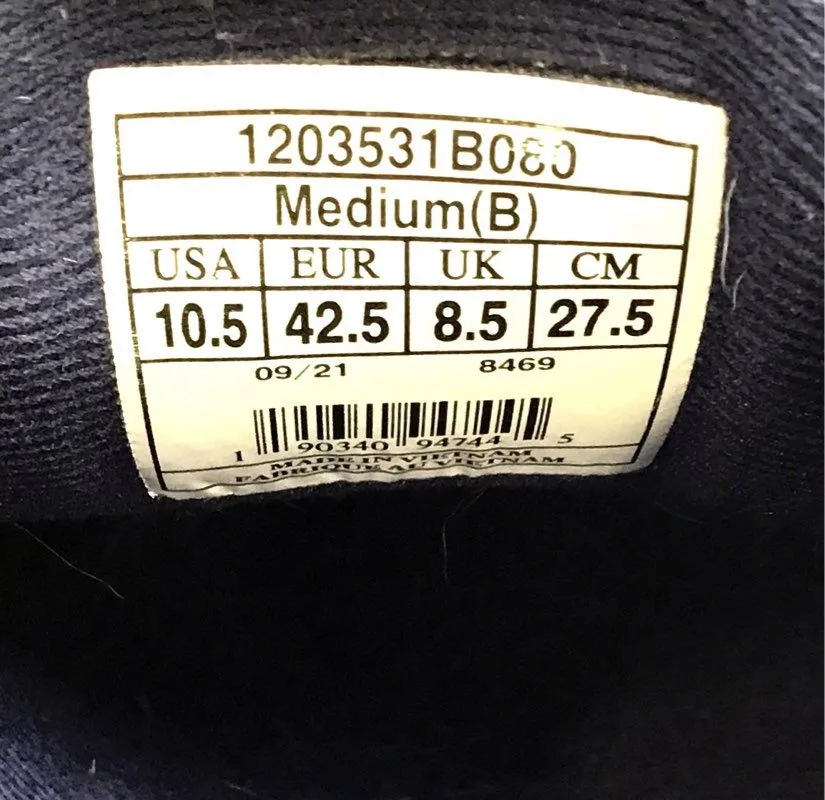 1203531B080
Medium(B)
USA EUR UK CM
10.5 42.5 8.5 27.5
09/21 8469
1 90340 94744 5
MADE IN VIETNAM
FABRIQUE AU VIETNAM